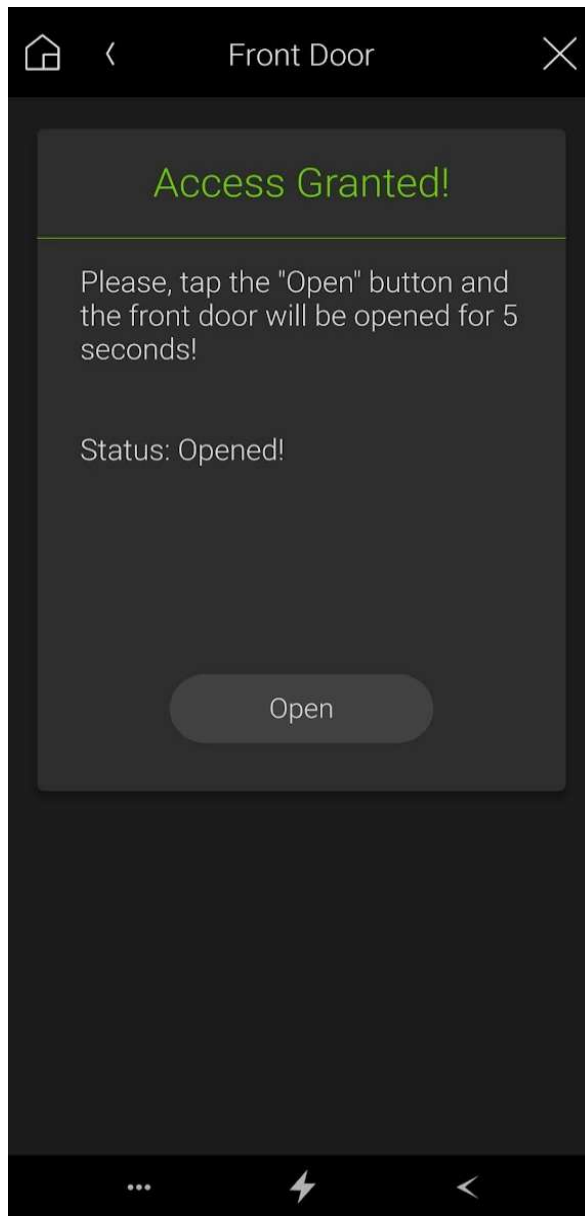 Front Door
Access Granted!
Please, tap the "Open" button and
the front door will be opened for 5
seconds!
Status: Opened!
Open